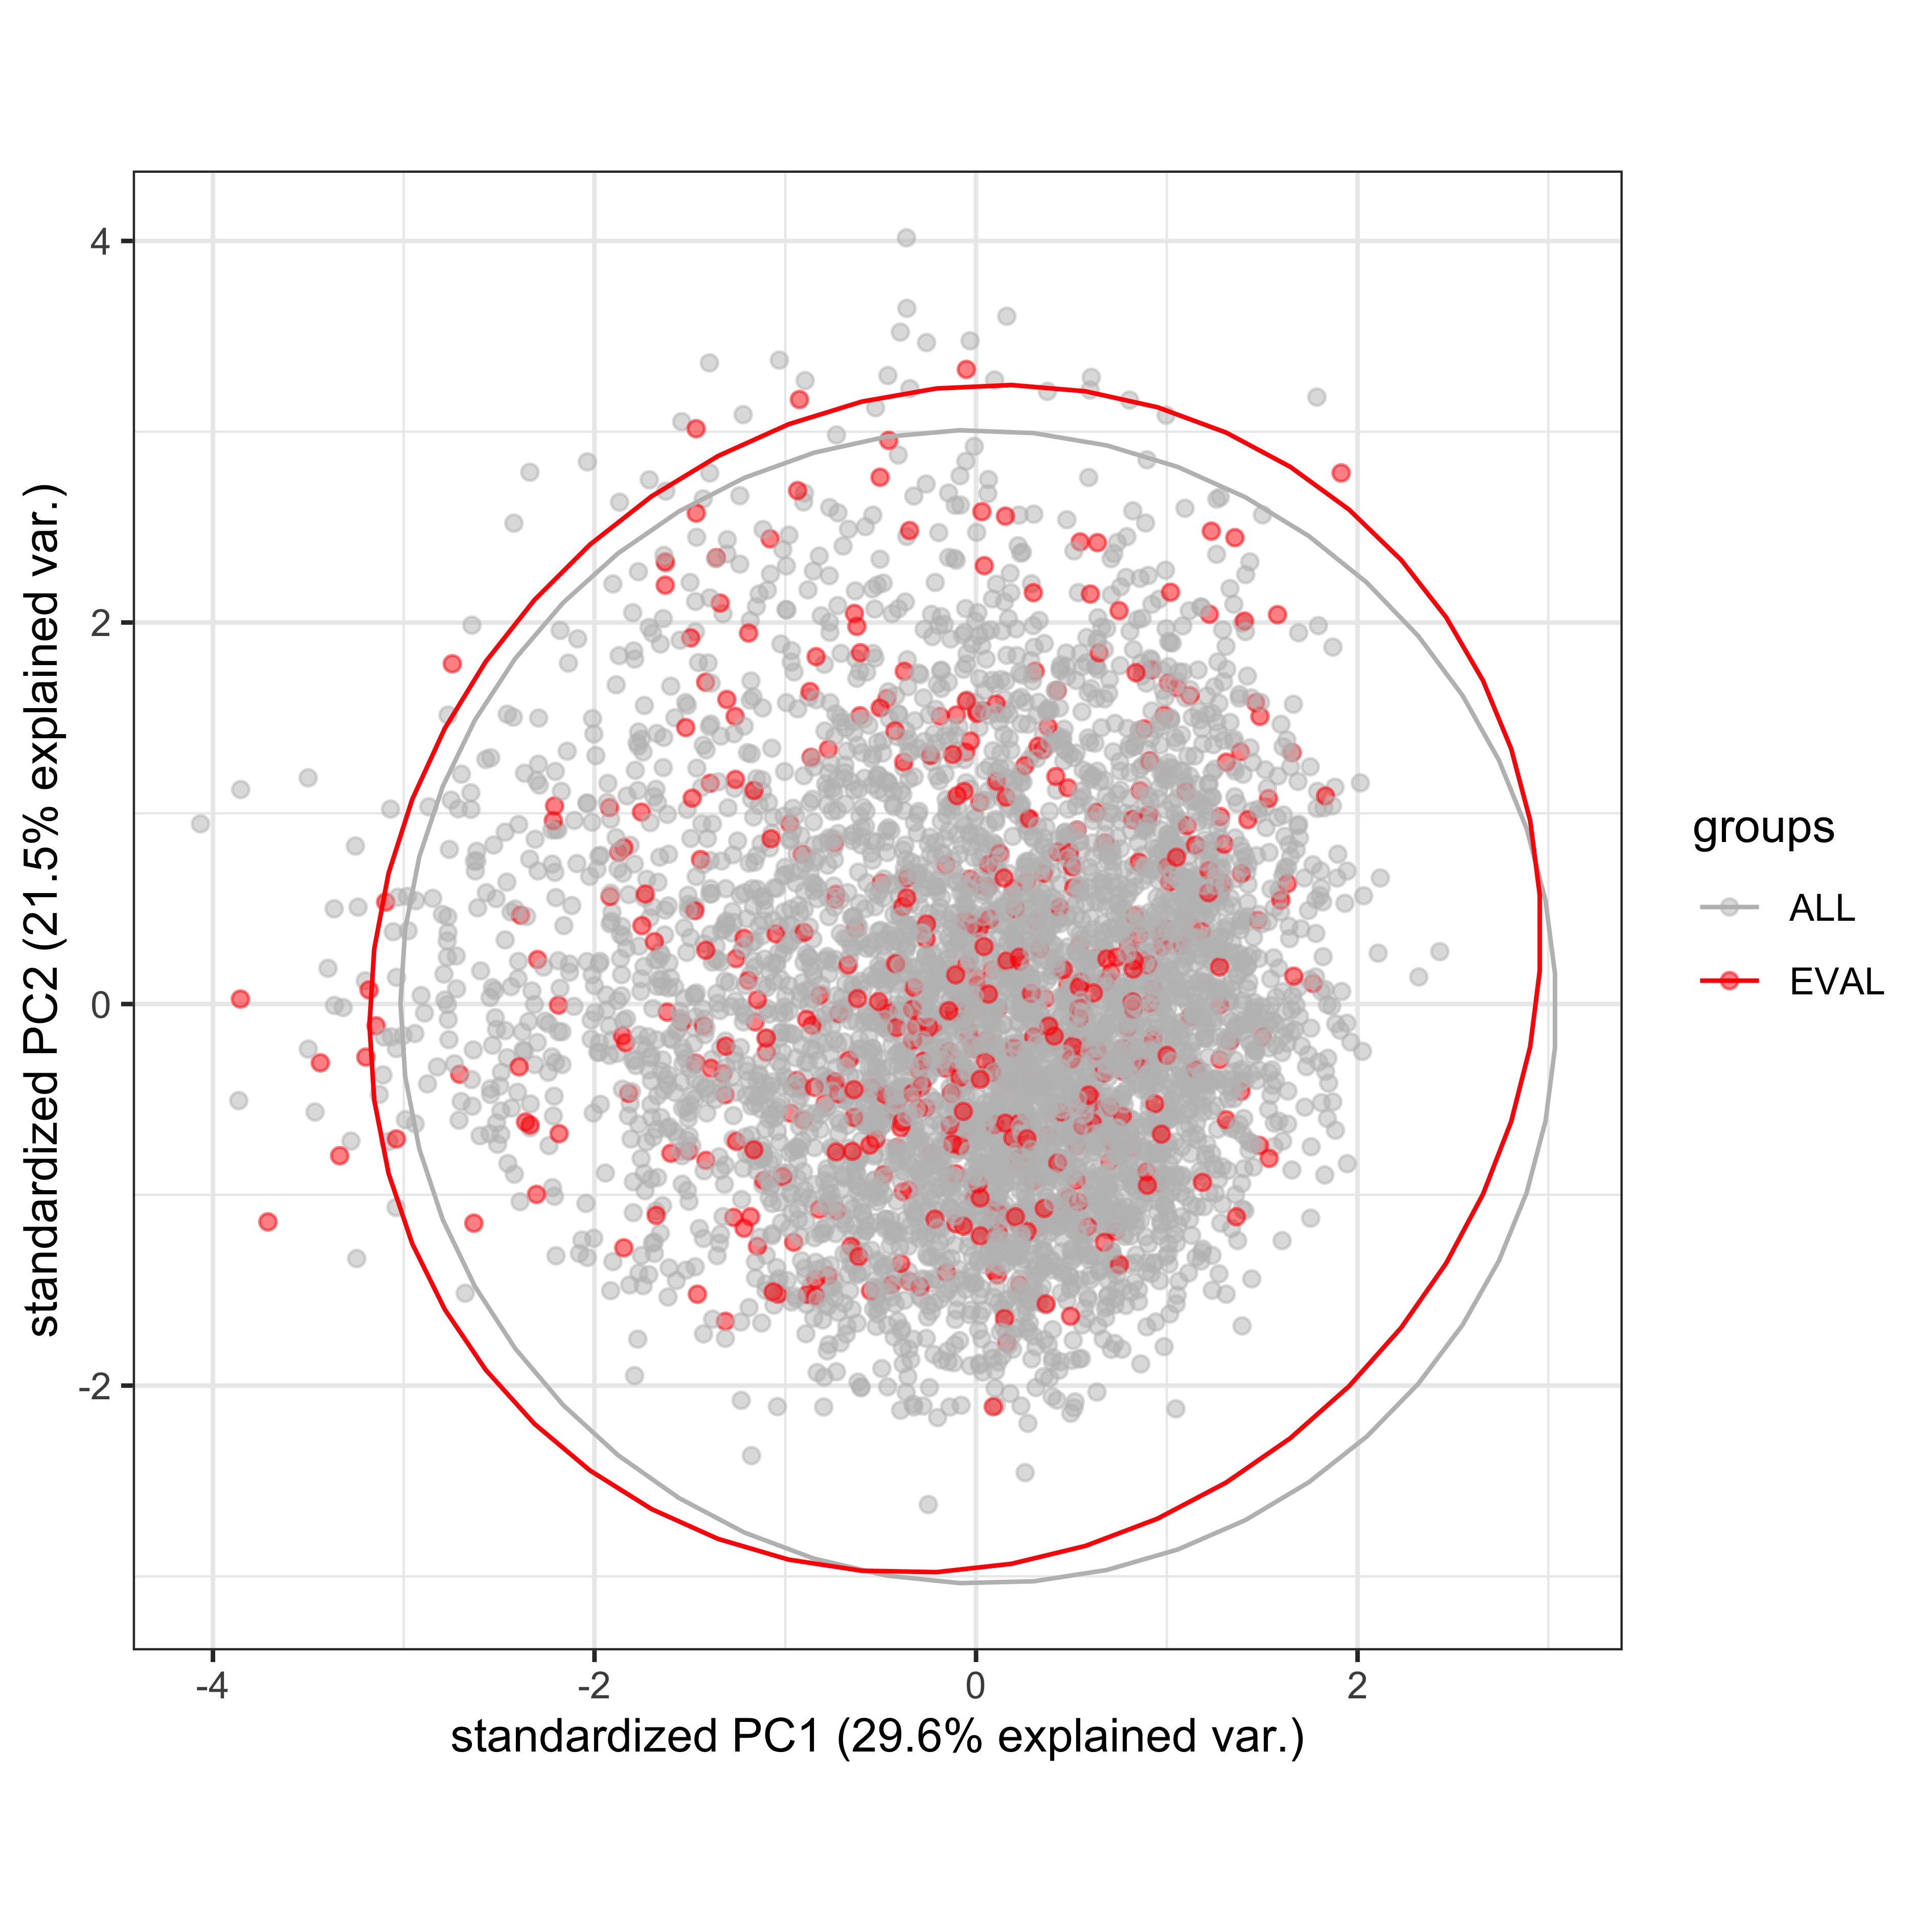 4
2
0
-2
standardized PC2 (21.5% explained var.)
-4
-2
0
2
standardized PC1 (29.6% explained var.)
groups
ALL
EVAL